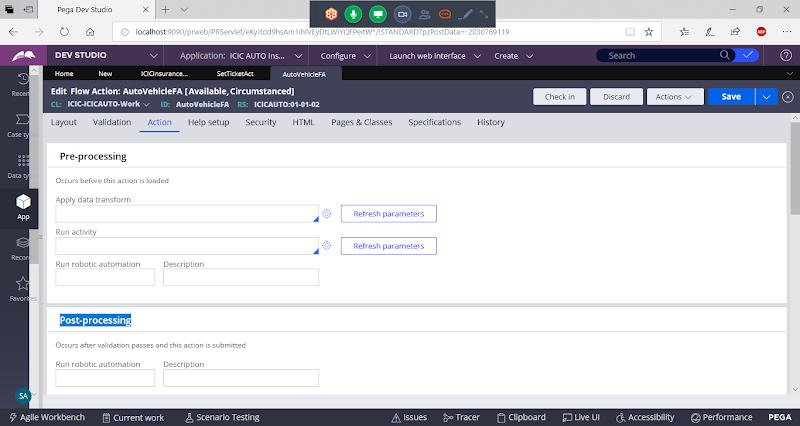 Pega Dev Studio
localhost:9090/prweb/PRServlet/eKyJtdd9hsAm1ihIVEyDtLWiYQFPeitW*/!STANDARD?pzPostData=-2030769119
DEV STUDIO Application: ICIC AUTO Ins... Configure Launch web interface Create Search
Home New ICICInsurance... SetTicketAct AutoVehicleFA
Edit Flow Action: AutoVehicleFA [Available, Circumstanced]
CL: ICIC-ICICAUTO-Work ID: AutoVehicleFA RS: ICICAUTO:01-01-02
Check in Discard Actions Save
Recen
Case ty
Data ty
App
Recor
Favorit
Layout Validation Action Help setup Security HTML Pages & Classes Specifications History
Pre-processing
Occurs before this action is loaded
Apply data transform
Refresh parameters
Run activity
Refresh parameters
Run robotic automation Description
Post-processing
Occurs after validation passes and this action is submitted
Run robotic automation Description
SA
Agile Workbench Current work Scenario Testing Issues Tracer Clipboard Live UI Accessibility Performance PEGA